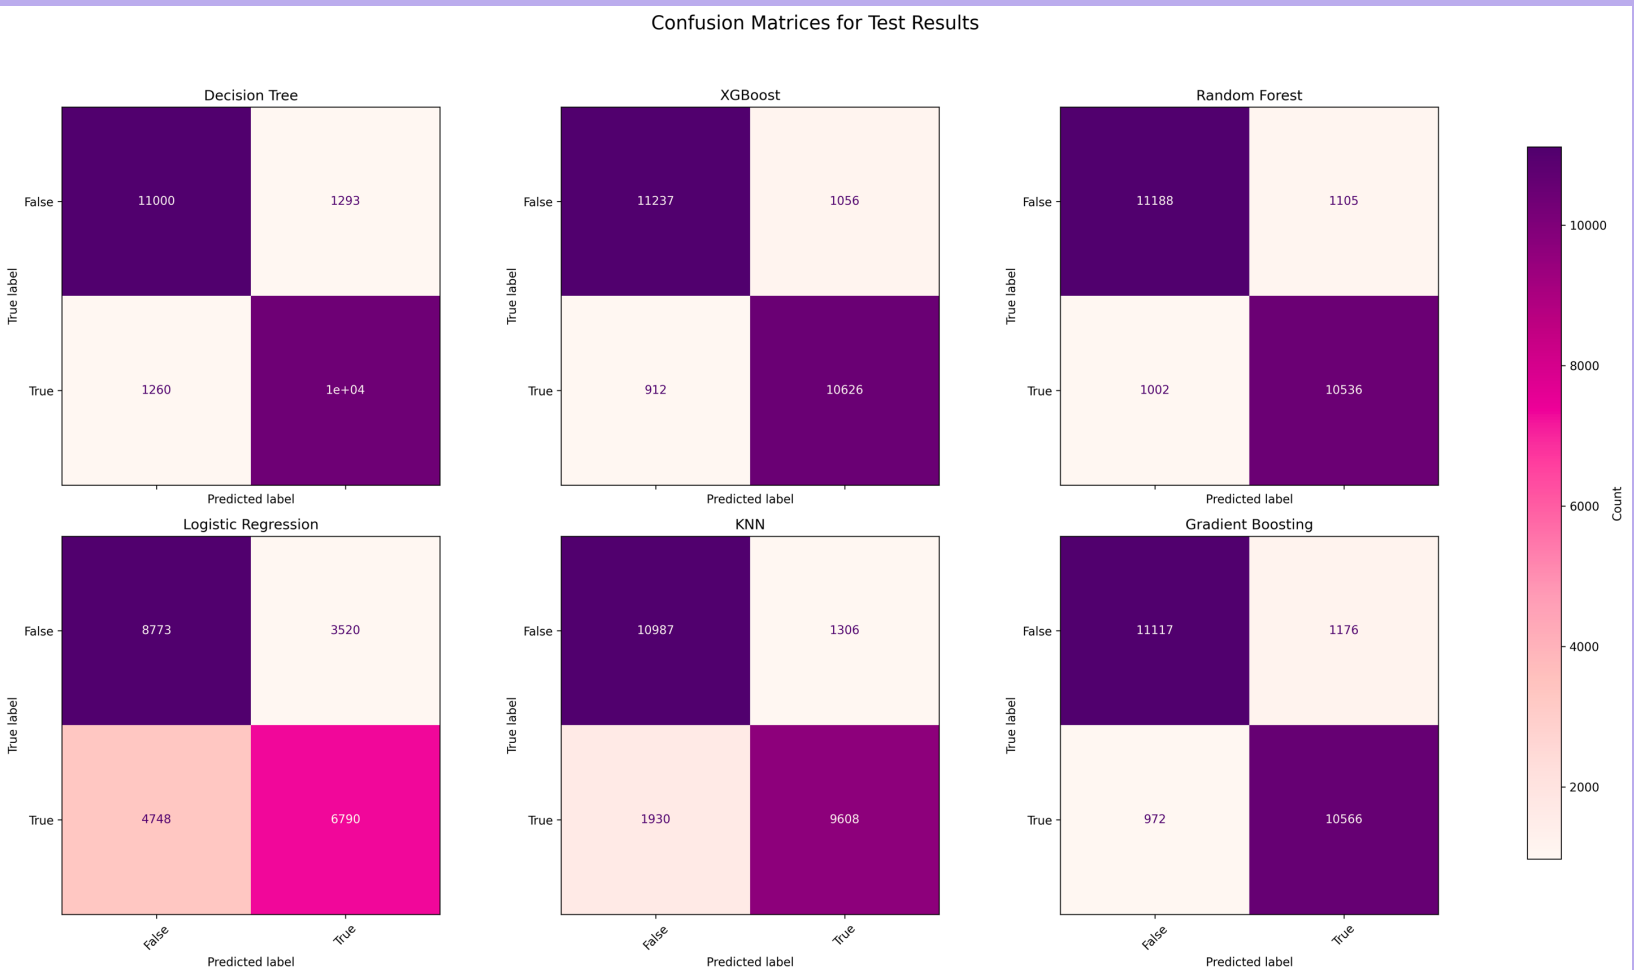 Confusion Matrices for Test Results
Decision Tree
True label
False
11000 1293
True
1260 1e+04
Predicted label
XGBoost
True label
False
11237 1056
True
912 10626
Predicted label
Random Forest
True label
False
11188 1105
True
1002 10536
Predicted label
Logistic Regression
True label
False
8773 3520
True
4748 6790
False True
Predicted label
KNN
True label
False
10987 1306
True
1930 9608
False True
Predicted label
Gradient Boosting
True label
False
11117 1176
True
972 10566
False True
Predicted label
10000
8000
6000
4000
2000
Count